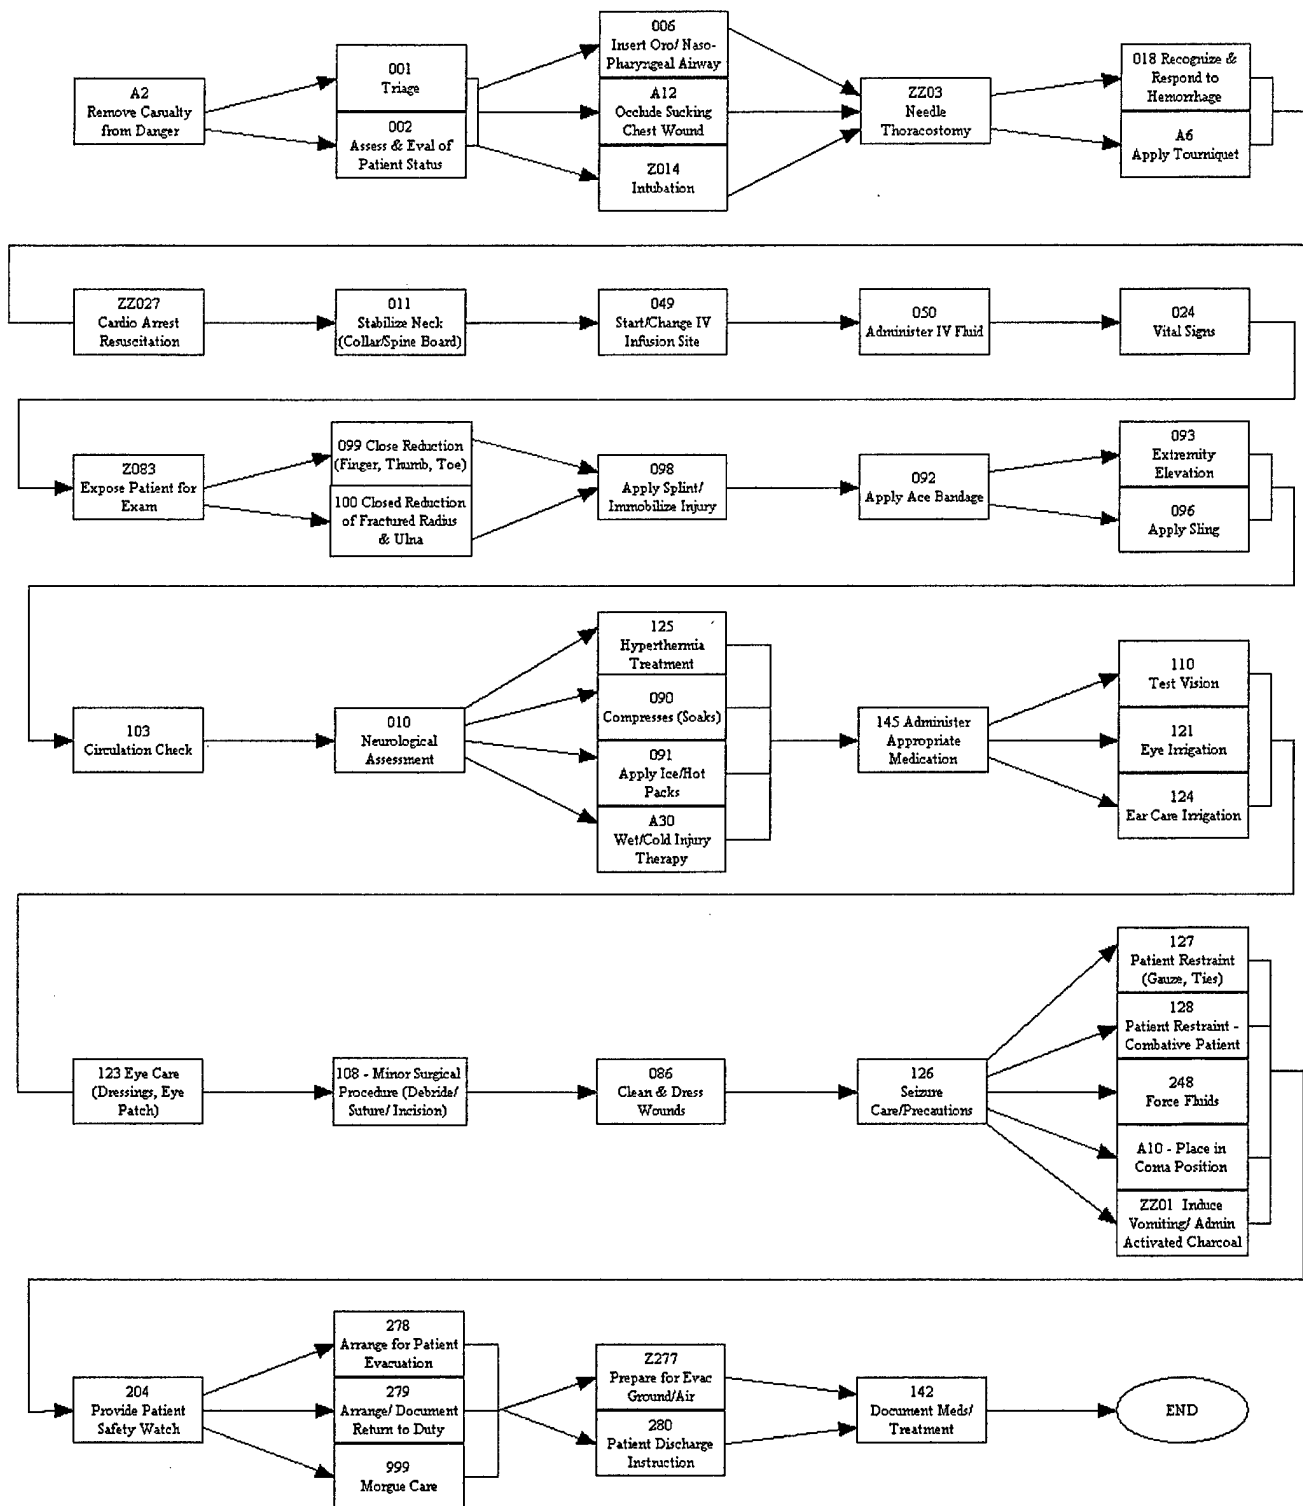 A2
Remove Casualty
from Danger
001
Triage
002
Assess & Eval of
Patient Status
006
Insert Oro/ Naso-
Pharyngeal Airway
A12
Occlude Sucking
Chest Wound
Z014
Intubation
ZZ03
Needle
Thoracostomy
018 Recognize &
Respond to
Hemorrhage
A6
Apply Tourniquet
ZZ027
Cardio Arrest
Resuscitation
011
Stabilize Neck
(Collar/Spine Board)
049
Start/Change IV
Infusion Site
050
Administer IV Fluid
024
Vital Signs
Z083
Expose Patient for
Exam
099 Close Reduction
(Finger, Thumb, Toe)
100 Closed Reduction
of Fractured Radius
& Ulna
098
Apply Splint/
Immobilize Injury
092
Apply Ace Bandage
093
Extremity
Elevation
096
Apply Sling
103
Circulation Check
010
Neurological
Assessment
125
Hyperthermia
Treatment
090
Compresses (Soaks)
091
Apply Ice/Hot
Packs
A30
Wet/Cold Injury
Therapy
145 Administer
Appropriate
Medication
110
Test Vision
121
Eye Irrigation
124
Ear Care Irrigation
123 Eye Care
(Dressings, Eye
Patch)
108 - Minor Surgical
Procedure (Debride/
Suture/ Incision)
086
Clean & Dress
Wounds
126
Seizure
Care/Precautions
127
Patient Restraint
(Gauze, Ties)
128
Patient Restraint -
Combative Patient
248
Force Fluids
A10 - Place in
Coma Position
ZZ01 Induce
Vomiting/ Admin
Activated Charcoal
204
Provide Patient
Safety Watch
278
Arrange for Patient
Evacuation
279
Arrange/ Document
Return to Duty
999
Morgue Care
Z277
Prepare for Evac
Ground/Air
280
Patient Discharge
Instruction
142
Document Meds/
Treatment
END